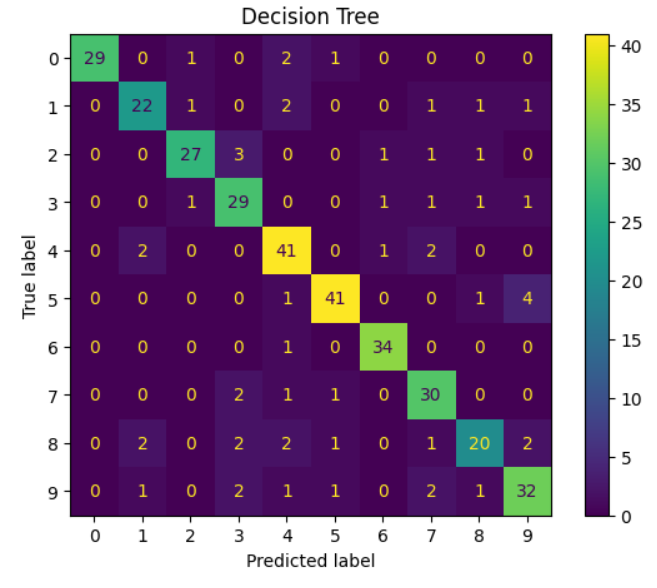 Decision Tree
True label
0 29 0 1 0 2 1 0 0 0 0
1 0 22 1 0 2 0 0 1 1 1
2 0 0 27 3 0 0 1 1 1 0
3 0 0 1 29 0 0 1 1 1 1
4 0 2 0 0 41 0 1 2 0 0
5 0 0 0 0 1 41 0 0 1 4
6 0 0 0 0 1 0 34 0 0 0
7 0 0 0 2 1 1 0 30 0 0
8 0 2 0 2 2 1 0 1 20 2
9 0 1 0 2 1 1 0 2 1 32
0 1 2 3 4 5 6 7 8 9
Predicted label
40
35
30
25
20
15
10
5
0